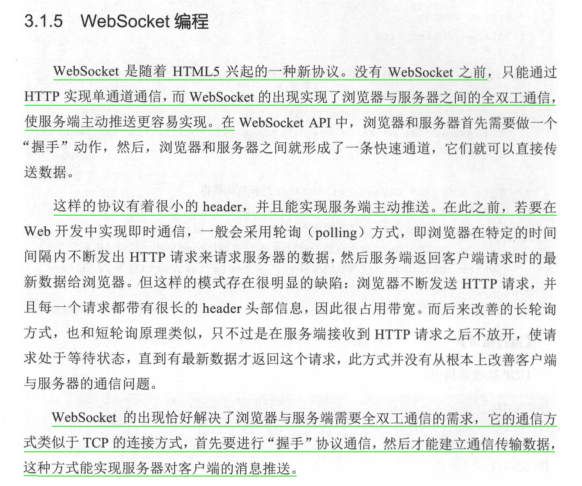 3.1.5 WebSocket 编程
WebSocket 是随着 HTML5 兴起的一种新协议。没有 WebSocket 之前，只能通过
HTTP 实现单通道通信，而 WebSocket 的出现实现了浏览器与服务器之间的全双工通信，
使服务端主动推送更容易实现。在 WebSocket API 中，浏览器和服务器首先需要做一个
“握手”动作，然后，浏览器和服务器之间就形成了一条快速通道，它们就可以直接传
送数据。
这样的协议有着很小的 header，并且能实现服务端主动推送。在此之前，若要在
Web 开发中实现即时通信，一般会采用轮询（polling）方式，即浏览器在特定的时间
间隔内不断发出 HTTP 请求来请求服务器的数据，然后服务端返回客户端请求时的最
新数据给浏览器。但这样的模式存在很明显的缺陷：浏览器不断发送 HTTP 请求，并
且每一个请求都带有很长的 header 头部信息，因此很占用带宽。而后来改善的长轮询
方式，也和短轮询原理类似，只不过是在服务端接收到 HTTP 请求之后不放开，使请
求处于等待状态，直到有最新数据才返回这个请求，此方式并没有从根本上改善客户端
与服务器的通信问题。
WebSocket 的出现恰好解决了浏览器与服务端需要全双工通信的需求，它的通信方
式类似于 TCP 的连接方式，首先要进行“握手”协议通信，然后才能建立通信传输数据，
这种方式能实现服务器对客户端的消息推送。